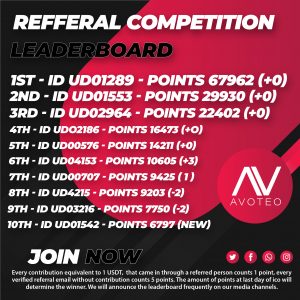 REFFERAL COMPETITION
LEADERBOARD
1ST - ID UD01289 - POINTS 67962 (+0)
2ND - ID UD01553 - POINTS 29930 (+0)
3RD - ID UD02964 - POINTS 22402 (+0)
4TH - ID UD02186 - POINTS 16473 (+0)
5TH - ID UD00576 - POINTS 14211 (+0)
6TH - ID UD04153 - POINTS 10605 (+3)
7TH - ID UD00707 - POINTS 9425 ( 1 )
8TH - ID UD4215 - POINTS 9203 (-2)
9TH - ID UD03216 - POINTS 7750 (-2)
10TH - ID UD01542 - POINTS 6797 (NEW)
AVOTEO
JOIN NOW
Every contribution equivalent to 1 USDT, that came in through a referred person counts 1 point, every
verified referral email without contribution counts 5 points. The amount of points at last day of ico will
determine the winner. We will announce the leaderboard frequently on our media channels.